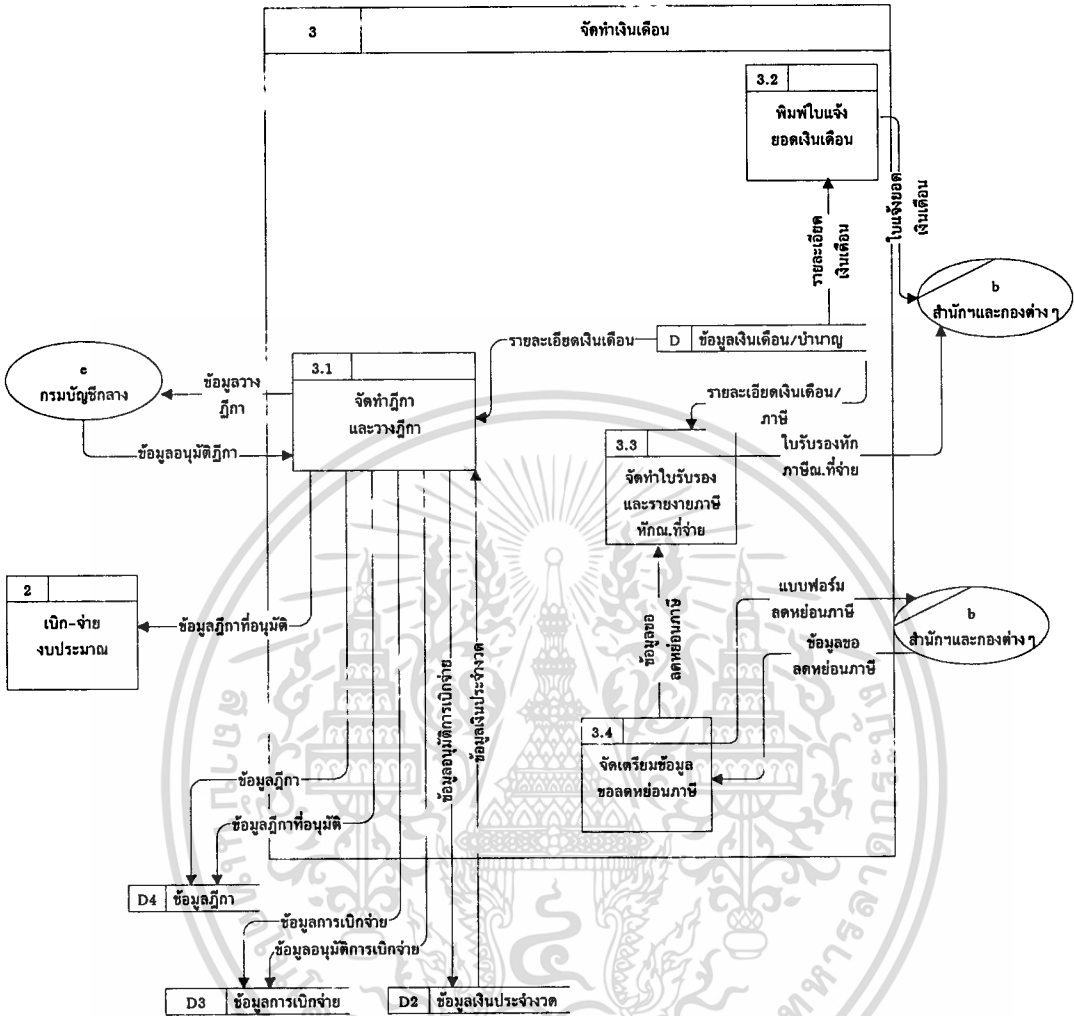 3
จัดทำเงินเดือน
3.2
พิมพ์ใบแจ้ง
ยอดเงินเดือน
ใบแจ้งยอด
เงินเดือน
รายละเอียด
เงินเดือน
b
สำนักฯและกองต่าง ๆ
D
ข้อมูลเงินเดือน/บำนาญ
รายละเอียดเงินเดือน
c
กรมบัญชีกลาง
ข้อมูลวาง
ฎีกา
ข้อมูลอนุมัติฎีกา
3.1
จัดทำฎีกา
และวางฎีกา
รายละเอียดเงินเดือน/
ภาษี
3.3
จัดทำใบรับรอง
และรายงายภาษี
หักณ.ที่จ่าย
ใบรับรองหัก
ภาษีณ.ที่จ่าย
2
เบิก-จ่าย
งบประมาณ
ข้อมูลฎีกาที่อนุมัติ
ข้อมูลขอ
ลดหย่อนภาษี
แบบฟอร์ม
ลดหย่อนภาษี
b
สำนักฯและกองต่าง ๆ
ข้อมูลขอ
ลดหย่อนภาษี
3.4
จัดเตรียมข้อมูล
ขอลดหย่อนภาษี
ข้อมูลอนุมัติการเบิกจ่าย
ข้อมูลเงินประจำงวด
ข้อมูลฎีกา
ข้อมูลฎีกาที่อนุมัติ
D4
ข้อมูลฎีกา
ข้อมูลการเบิกจ่าย
ข้อมูลอนุมัติการเบิกจ่าย
D3
ข้อมูลการเบิกจ่าย
D2
ข้อมูลเงินประจำงวด